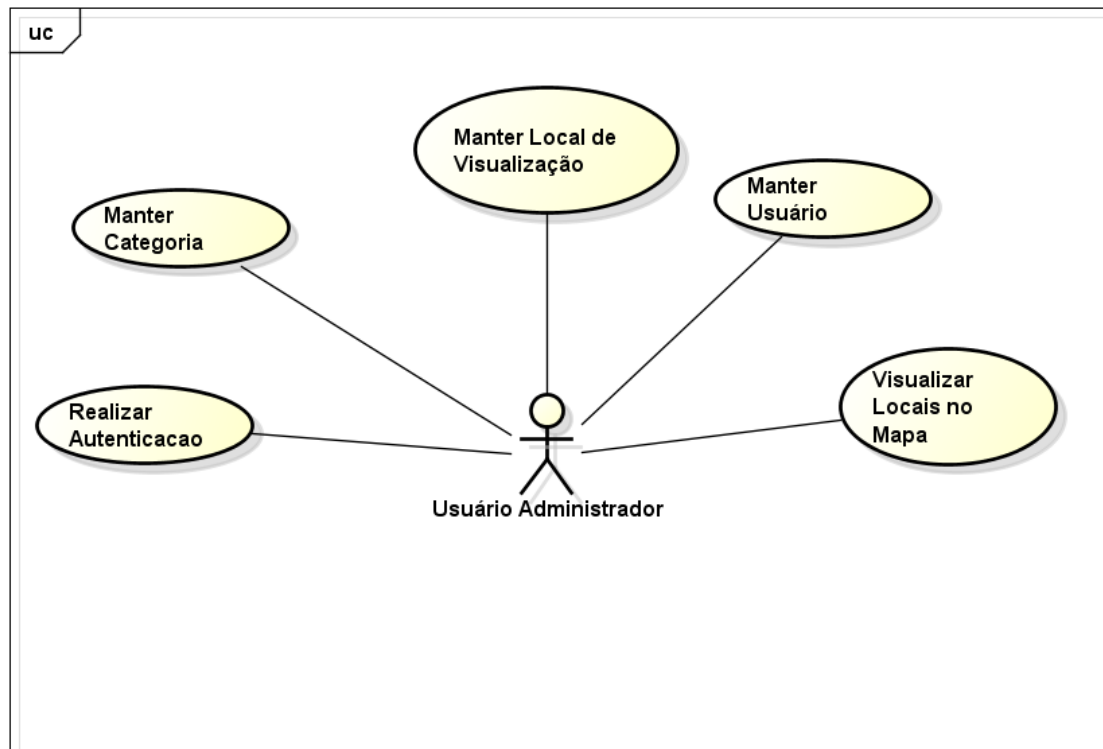 uc
Manter Local de
Visualização
Manter
Usuário
Manter
Categoria
Visualizar
Locais no
Mapa
Realizar
Autenticacao
Usuário Administrador